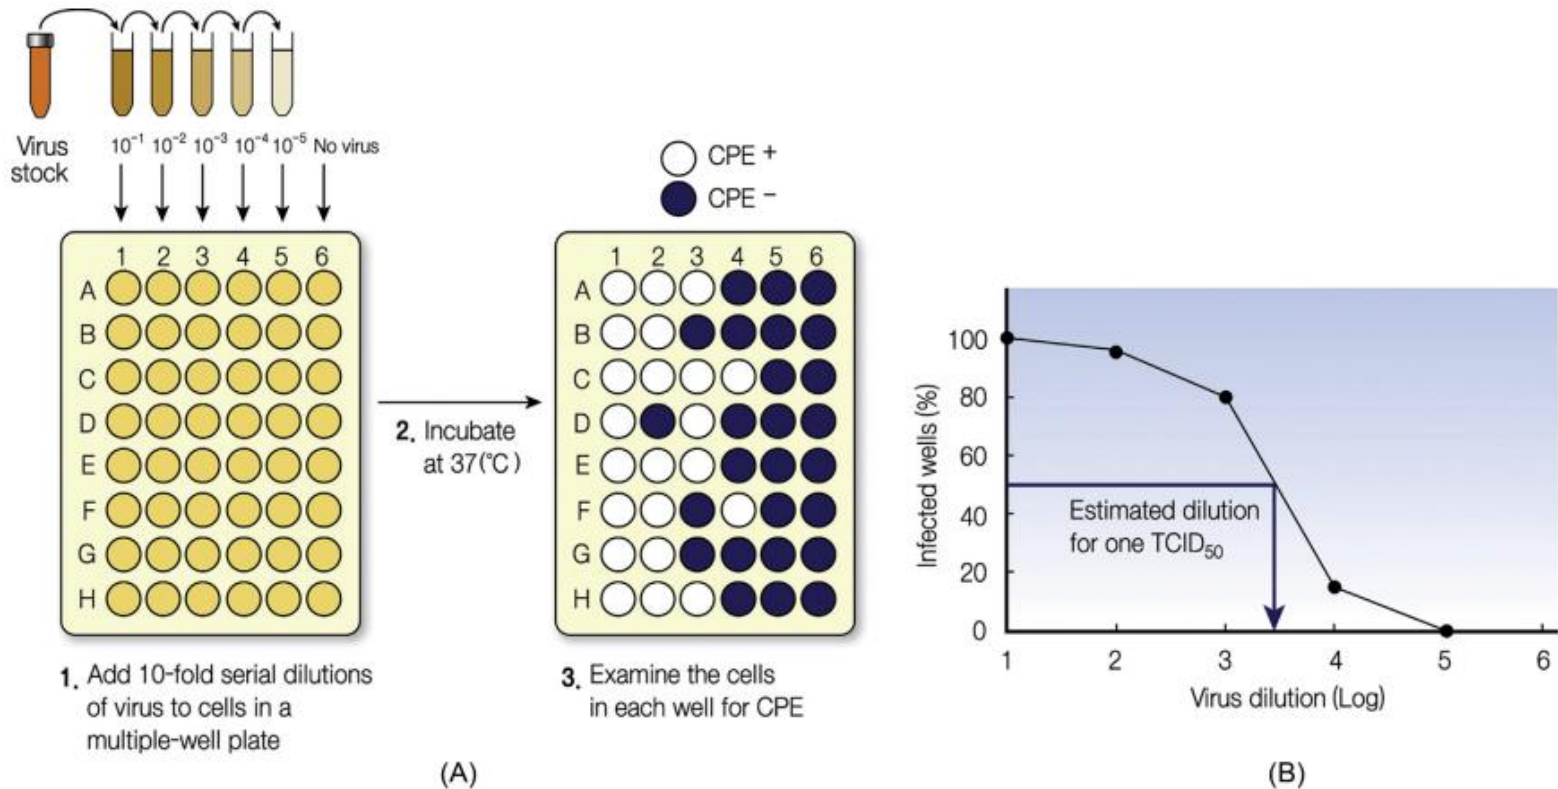 Virus
stock
10⁻¹ 10⁻² 10⁻³ 10⁻⁴ 10⁻⁵ No virus
1 2 3 4 5 6
A
B
C
D
E
F
G
H
1. Add 10-fold serial dilutions
of virus to cells in a
multiple-well plate
2. Incubate
at 37(℃)
CPE +
CPE −
1 2 3 4 5 6
A
B
C
D
E
F
G
H
3. Examine the cells
in each well for CPE
(A)
Infected wells (%)
100
80
60
40
20
0
Estimated dilution
for one TCID₅₀
1 2 3 4 5 6
Virus dilution (Log)
(B)